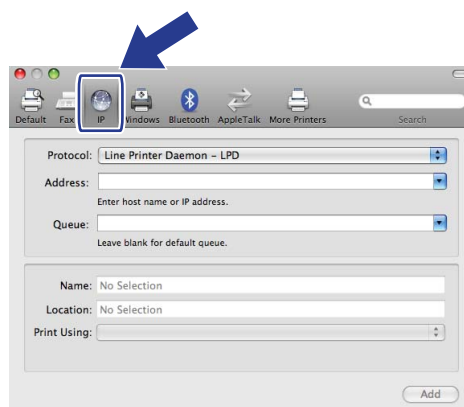 Default Fax IP Windows Bluetooth AppleTalk More Printers Search
Protocol: Line Printer Daemon – LPD
Address:
Enter host name or IP address.
Queue:
Leave blank for default queue.
Name: No Selection
Location: No Selection
Print Using:
Add